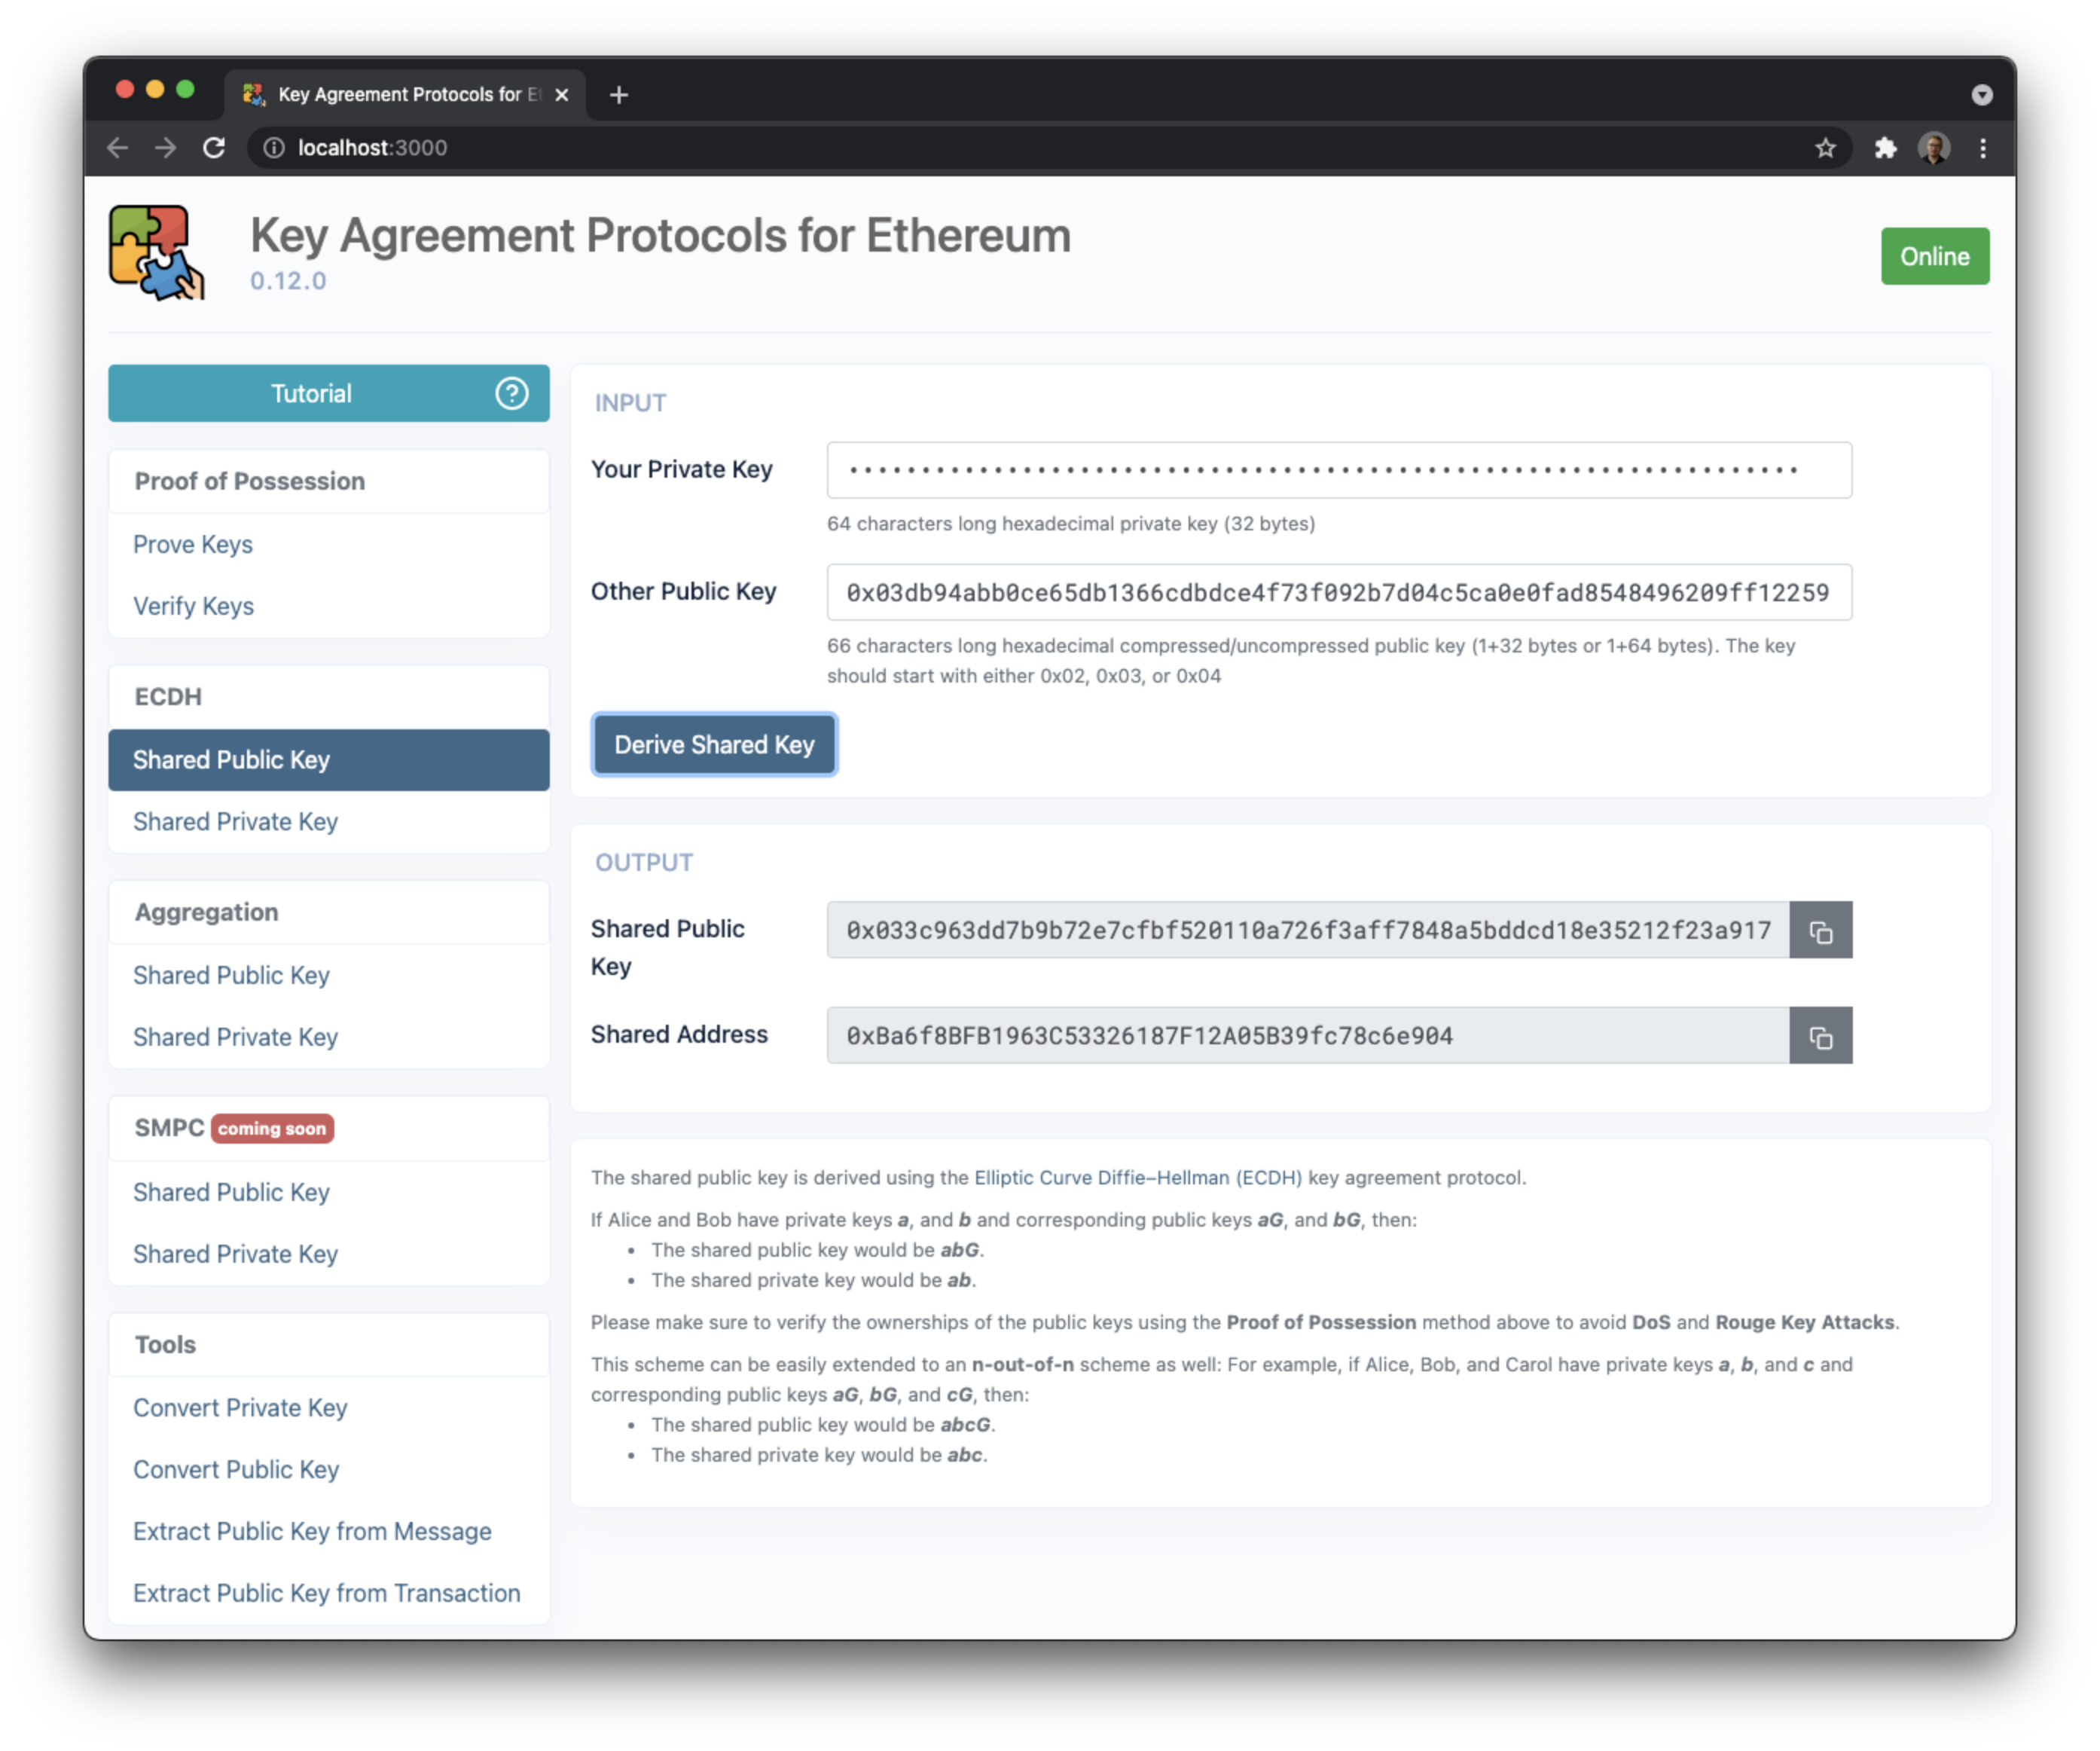 Key Agreement Protocols for Et
localhost:3000
Key Agreement Protocols for Ethereum
0.12.0
Online
Tutorial
Proof of Possession
Prove Keys
Verify Keys
ECDH
Shared Public Key
Shared Private Key
Aggregation
Shared Public Key
Shared Private Key
SMPC coming soon
Shared Public Key
Shared Private Key
Tools
Convert Private Key
Convert Public Key
Extract Public Key from Message
Extract Public Key from Transaction
INPUT
Your Private Key
64 characters long hexadecimal private key (32 bytes)
Other Public Key
0x03db94abb0ce65db1366cdbdce4f73f092b7d04c5ca0e0fad8548496209ff12259
66 characters long hexadecimal compressed/uncompressed public key (1+32 bytes or 1+64 bytes). The key
should start with either 0x02, 0x03, or 0x04
Derive Shared Key
OUTPUT
Shared Public
Key
0x033c963dd7b9b72e7cfbf520110a726f3aff7848a5bddcd18e35212f23a917
Shared Address
0xBa6f8BFB1963C53326187F12A05B39fc78c6e904
The shared public key is derived using the Elliptic Curve Diffie–Hellman (ECDH) key agreement protocol.
If Alice and Bob have private keys a, and b and corresponding public keys aG, and bG, then:
• The shared public key would be abG.
• The shared private key would be ab.
Please make sure to verify the ownerships of the public keys using the Proof of Possession method above to avoid DoS and Rouge Key Attacks.
This scheme can be easily extended to an n-out-of-n scheme as well: For example, if Alice, Bob, and Carol have private keys a, b, and c and
corresponding public keys aG, bG, and cG, then:
• The shared public key would be abcG.
• The shared private key would be abc.